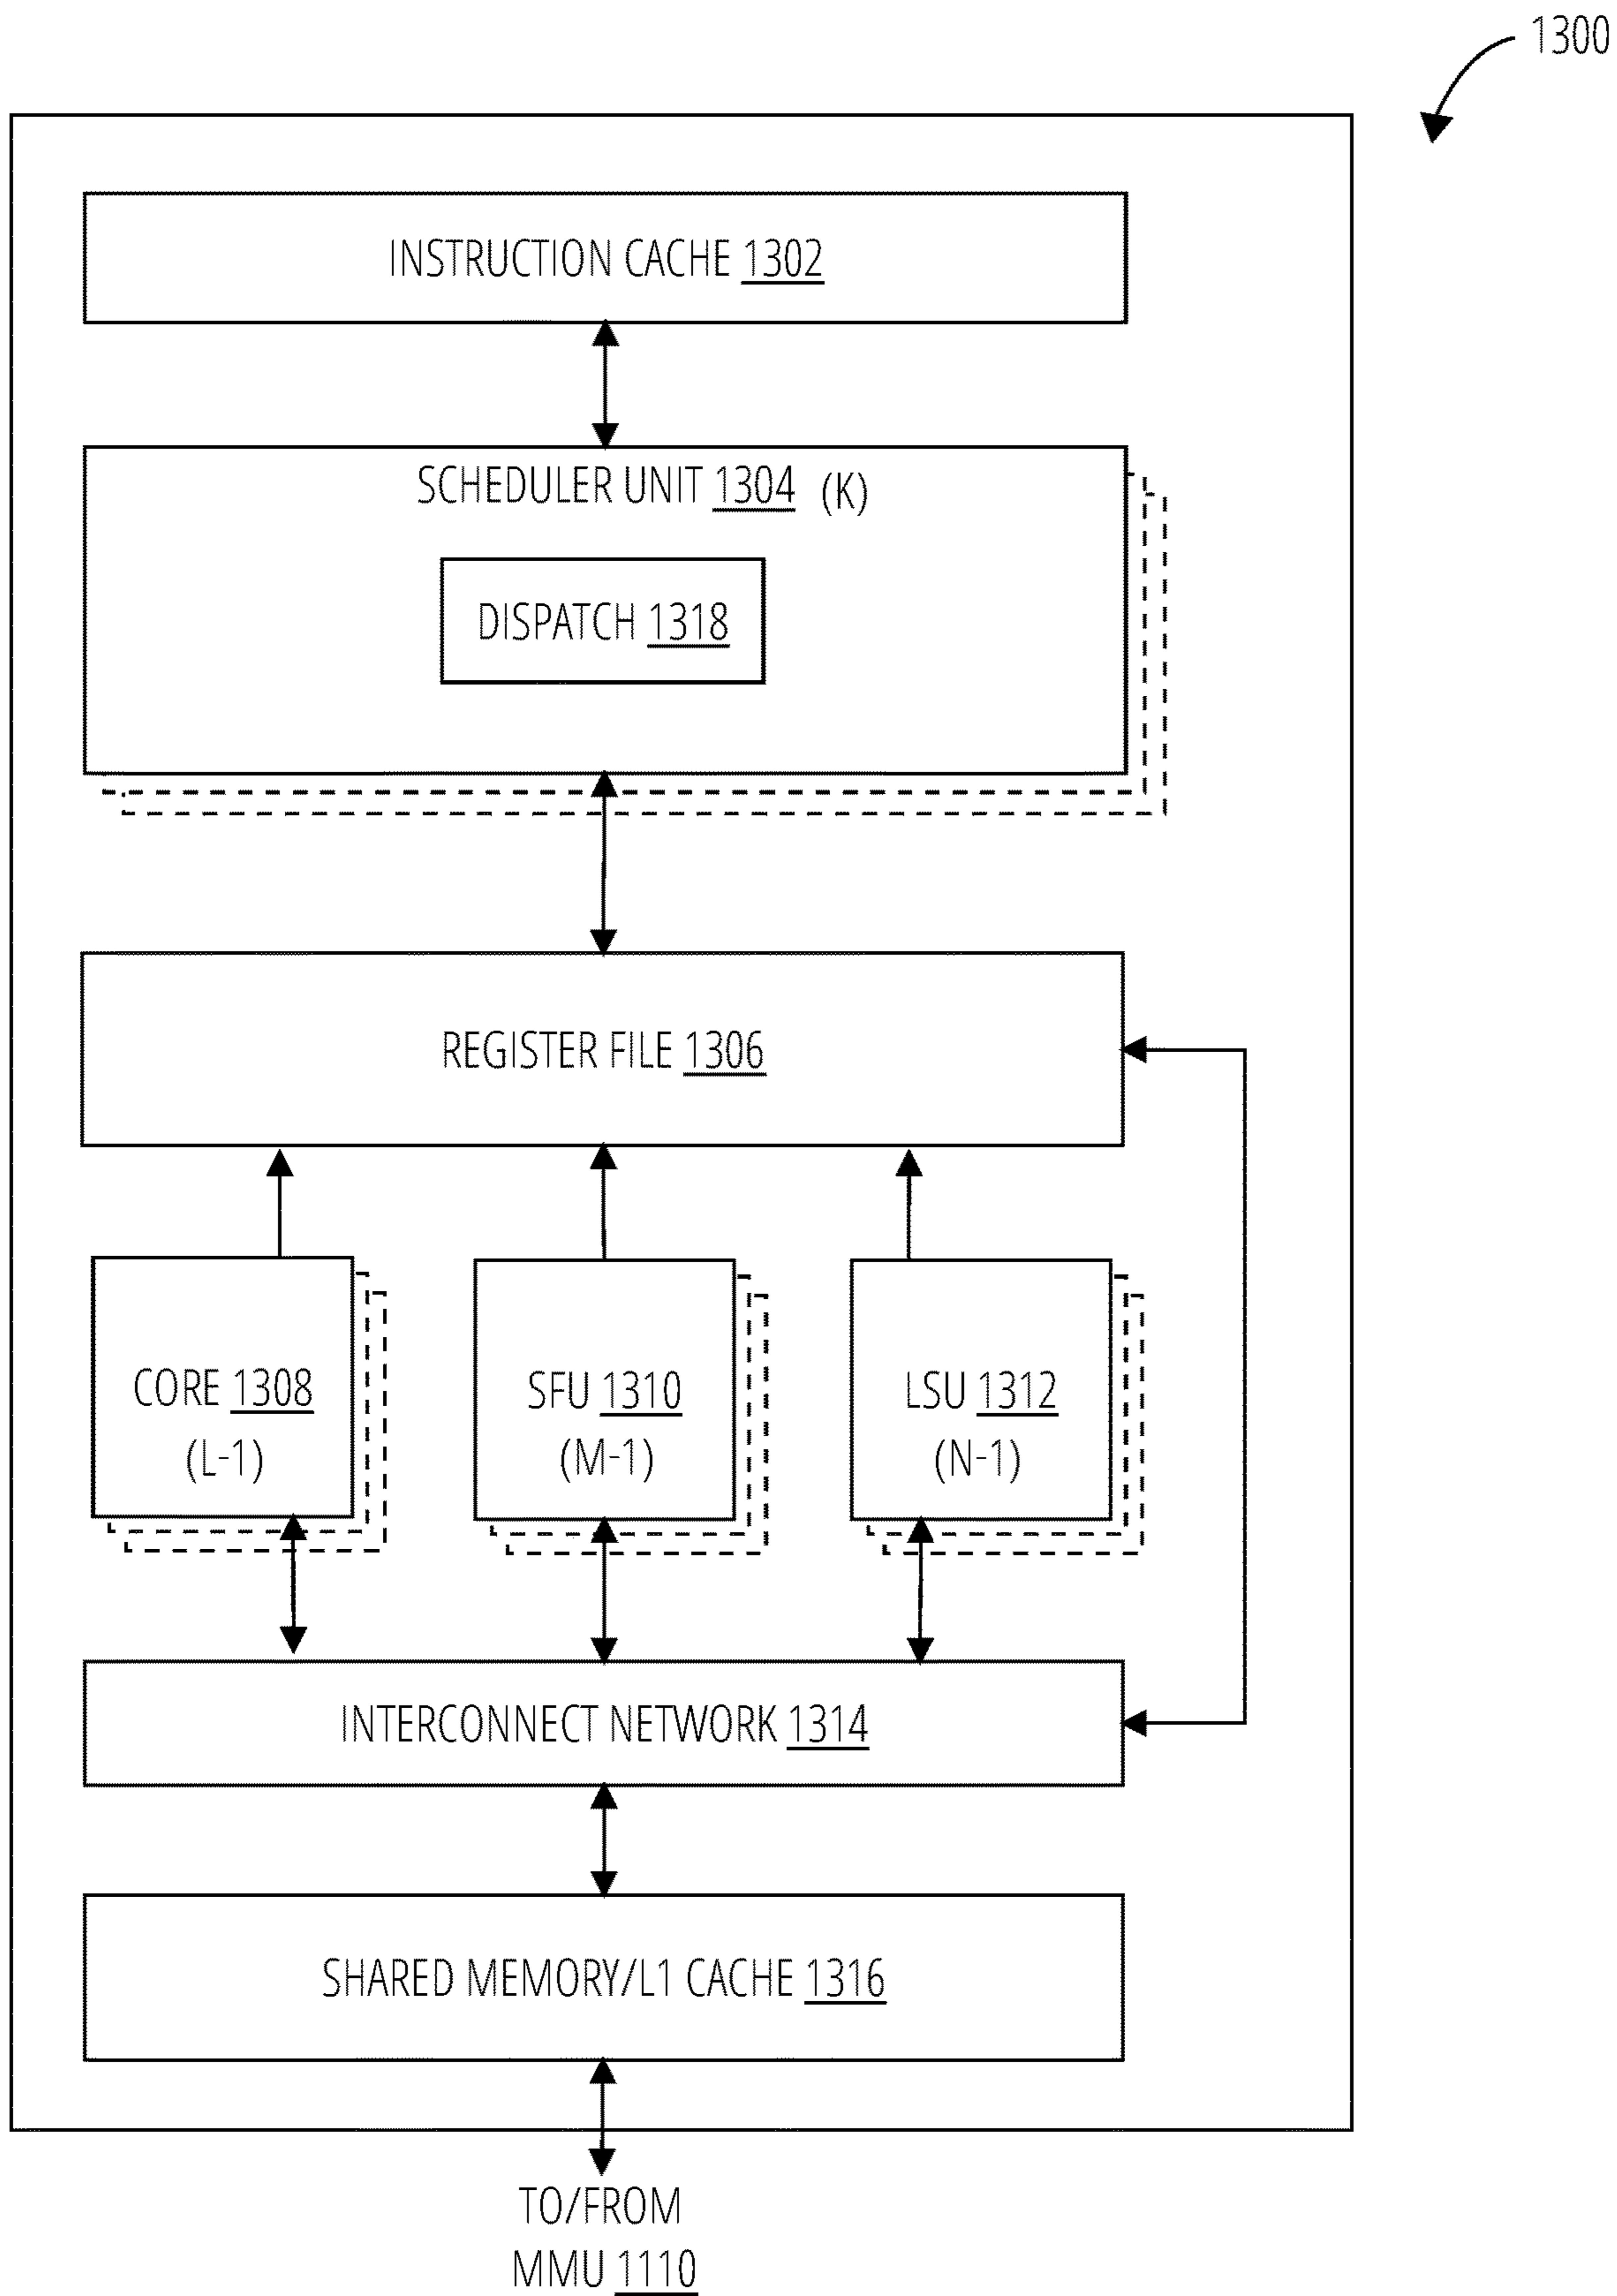 1300
INSTRUCTION CACHE 1302
SCHEDULER UNIT 1304 (K)
DISPATCH 1318
REGISTER FILE 1306
CORE 1308
(L-1)
SFU 1310
(M-1)
LSU 1312
(N-1)
INTERCONNECT NETWORK 1314
SHARED MEMORY/L1 CACHE 1316
TO/FROM
MMU 1110